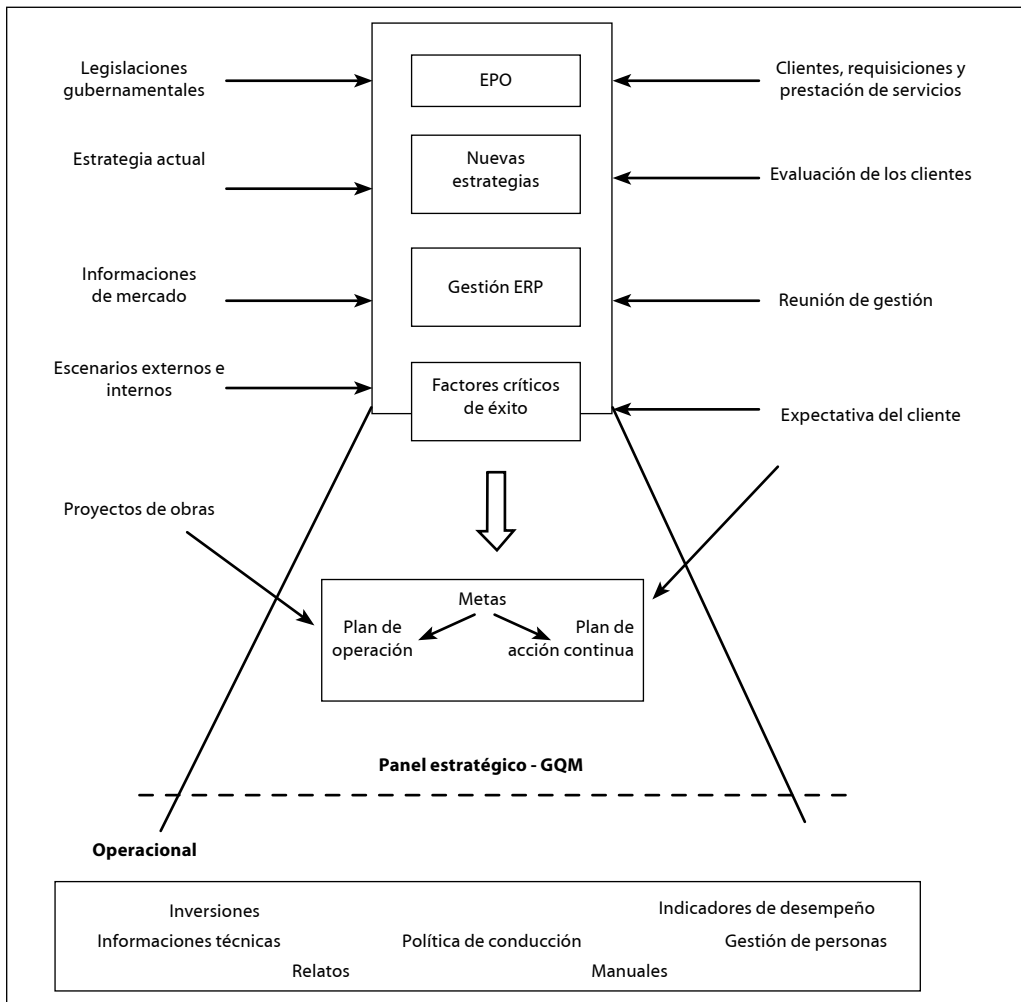 Legislaciones
gubernamentales
EPO
Clientes, requisiciones y
prestación de servicios
Estrategia actual
Nuevas
estrategias
Evaluación de los clientes
Informaciones
de mercado
Gestión ERP
Reunión de gestión
Escenarios externos e
internos
Factores críticos
de éxito
Expectativa del cliente
Proyectos de obras
Metas
Plan de
operación
Plan de
acción continua
Panel estratégico - GQM
Operacional
Inversiones
Indicadores de desempeño
Informaciones técnicas
Política de conducción
Gestión de personas
Relatos
Manuales